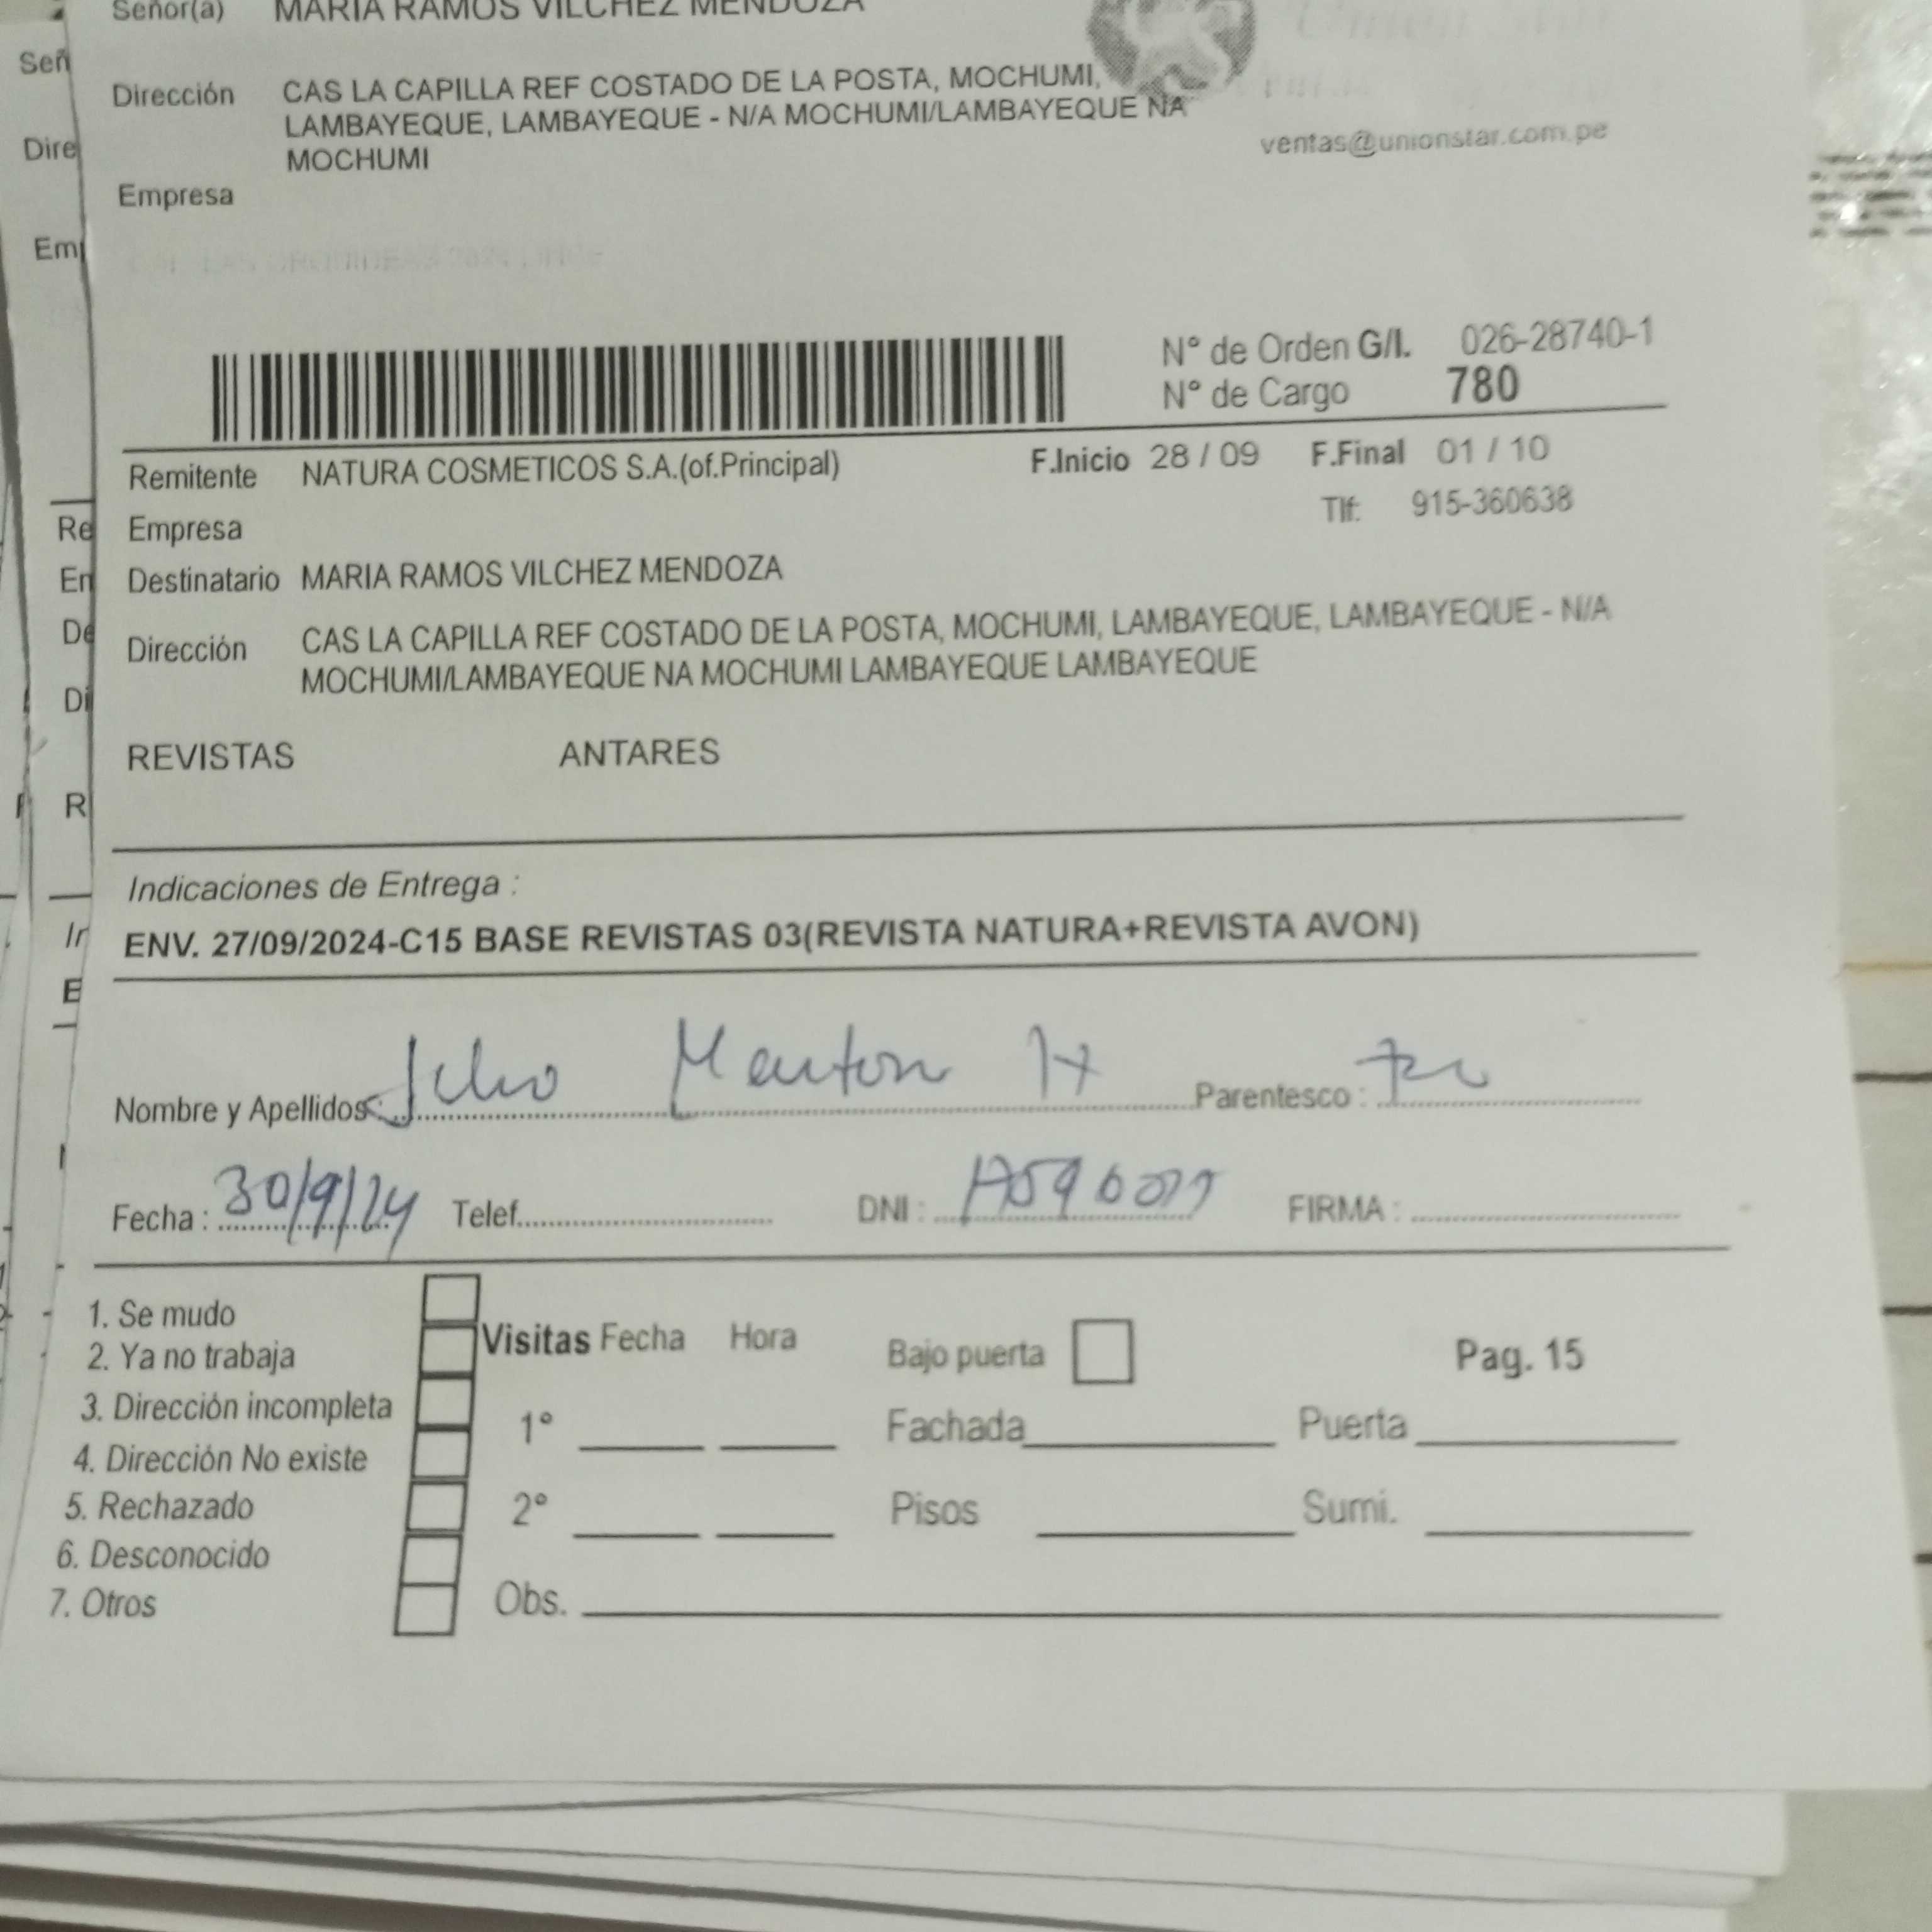 Señor(a) MARIA RAMOS VILCHEZ MENDOZA
Dirección CAS LA CAPILLA REF COSTADO DE LA POSTA, MOCHUMI,
LAMBAYEQUE, LAMBAYEQUE - N/A MOCHUMI/LAMBAYEQUE NA
MOCHUMI
ventas@unionstar.com.pe
Empresa
N° de Orden G/I. 026-28740-1
N° de Cargo 780
Remitente NATURA COSMETICOS S.A.(of.Principal) F.Inicio 28 / 09 F.Final 01 / 10
Tlf: 915-360638
Empresa
Destinatario MARIA RAMOS VILCHEZ MENDOZA
Dirección CAS LA CAPILLA REF COSTADO DE LA POSTA, MOCHUMI, LAMBAYEQUE, LAMBAYEQUE - N/A
MOCHUMI/LAMBAYEQUE NA MOCHUMI LAMBAYEQUE LAMBAYEQUE
REVISTAS ANTARES
Indicaciones de Entrega :
ENV. 27/09/2024-C15 BASE REVISTAS 03(REVISTA NATURA+REVISTA AVON)
Nombre y Apellidos: Parentesco :
Fecha : 30/9/24 Telef. DNI : FIRMA :
1. Se mudo
2. Ya no trabaja
3. Dirección incompleta
4. Dirección No existe
5. Rechazado
6. Desconocido
7. Otros
Visitas Fecha Hora
1°
2°
Obs.
Bajo puerta Pag. 15
Fachada Puerta
Pisos Sumi.